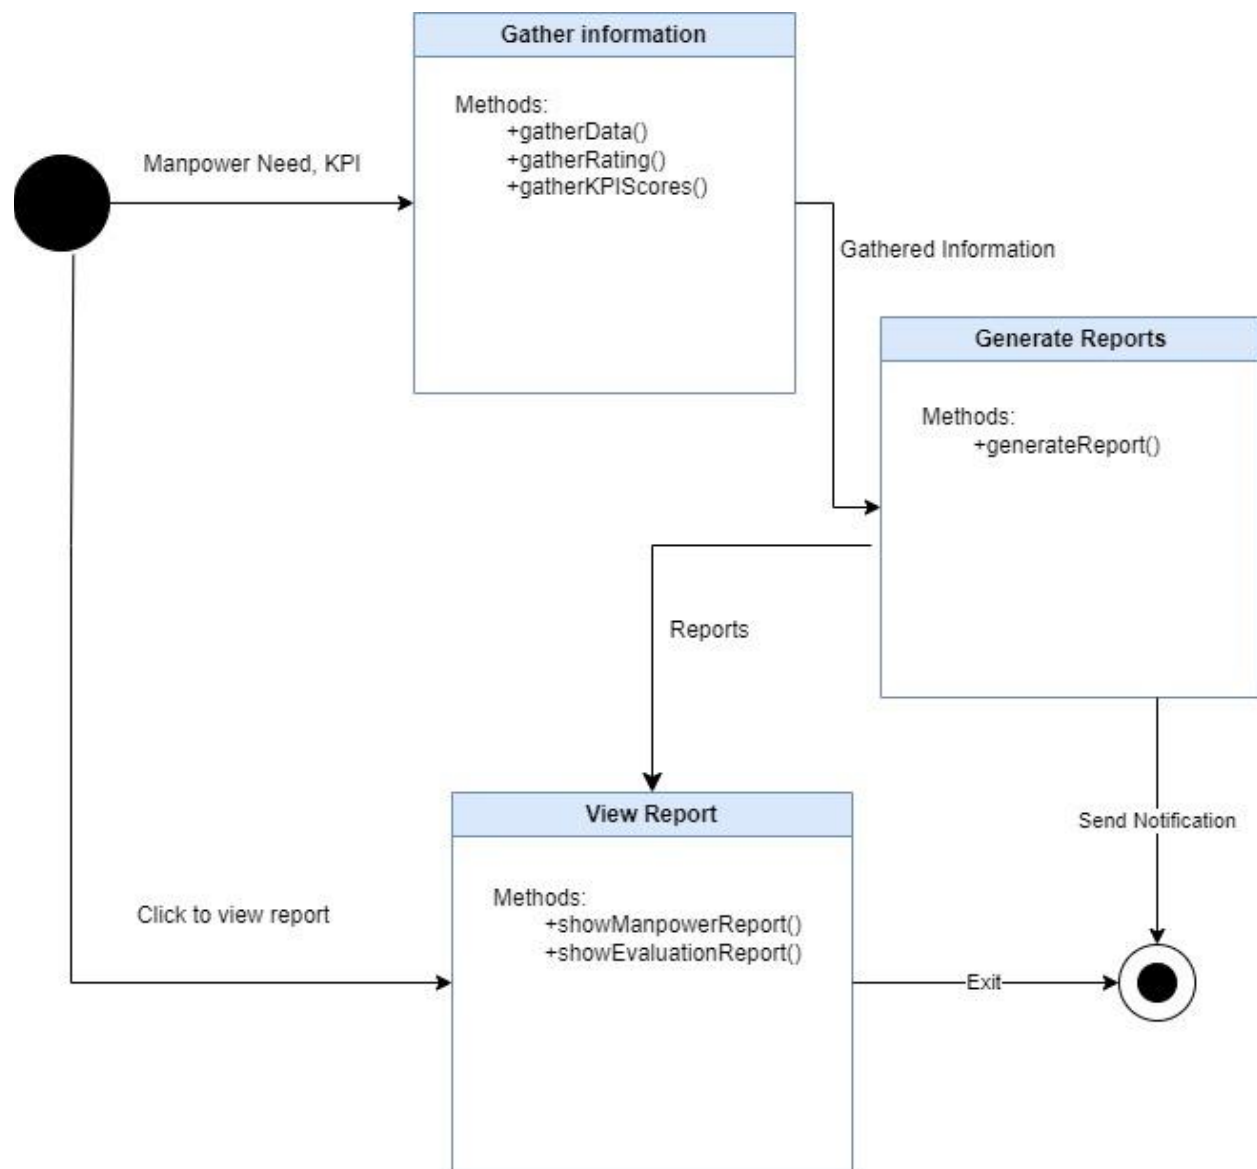 Gather information
Methods:
+gatherData()
+gatherRating()
+gatherKPIScores()
Manpower Need, KPI
Gathered Information
Generate Reports
Methods:
+generateReport()
Reports
View Report
Methods:
+showManpowerReport()
+showEvaluationReport()
Send Notification
Click to view report
Exit